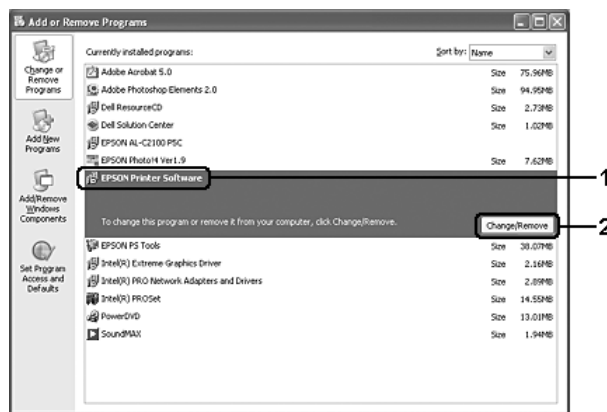 Add or Remove Programs
Change or Remove Programs
Currently installed programs: Sort by: Name
Adobe Acrobat 5.0 Size 75.96MB
Adobe Photoshop Elements 2.0 Size 94.95MB
Dell ResourceCD Size 2.73MB
Dell Solution Center Size 1.02MB
Add New Programs
EPSON AL-C2100 PSC
EPSON Photo!4 Ver1.9 Size 7.62MB
EPSON Printer Software 1
Add/Remove Windows Components
To change this program or remove it from your computer, click Change/Remove. Change/Remove 2
EPSON PS Tools Size 38.07MB
Set Program Access and Defaults
Intel(R) Extreme Graphics Driver Size 2.16MB
Intel(R) PRO Network Adapters and Drivers Size 2.89MB
Intel(R) PROSet Size 14.55MB
PowerDVD Size 13.01MB
SoundMAX Size 1.94MB